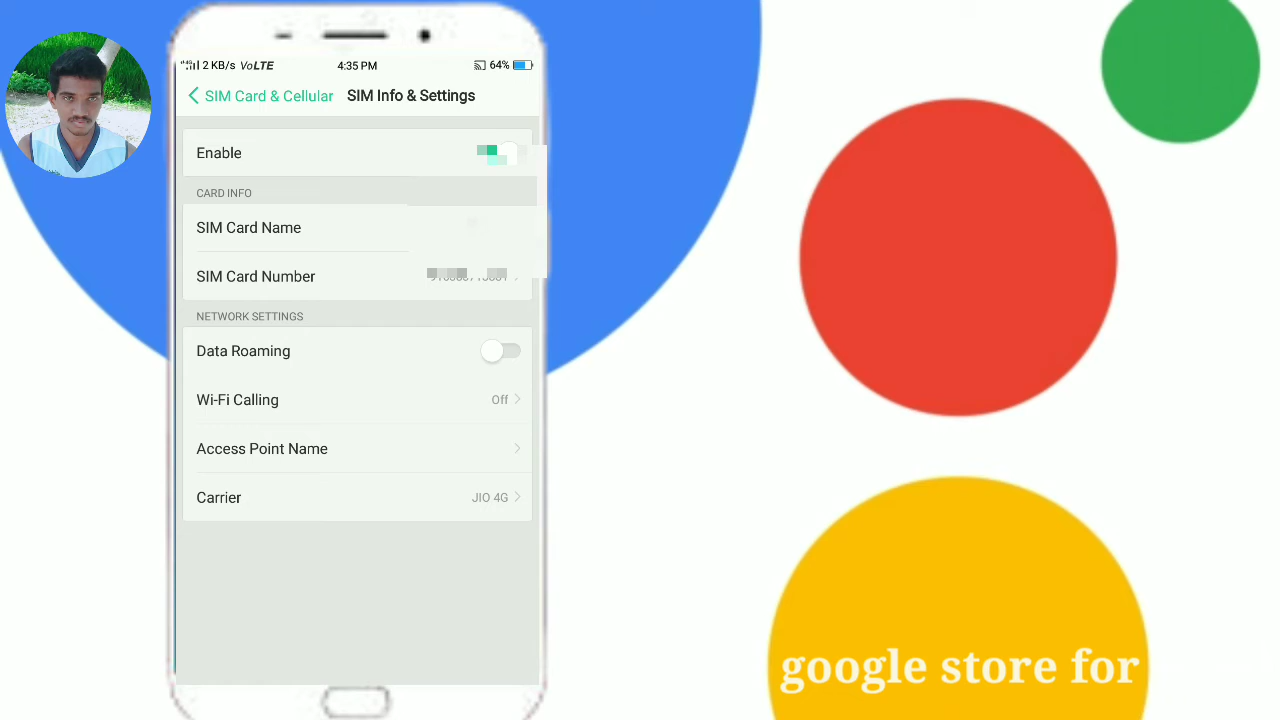 2 KB/s VoLTE 4:35 PM 64%
SIM Card & Cellular SIM Info & Settings
Enable
CARD INFO
SIM Card Name
SIM Card Number
NETWORK SETTINGS
Data Roaming
Wi-Fi Calling Off
Access Point Name
Carrier JIO 4G
google store for